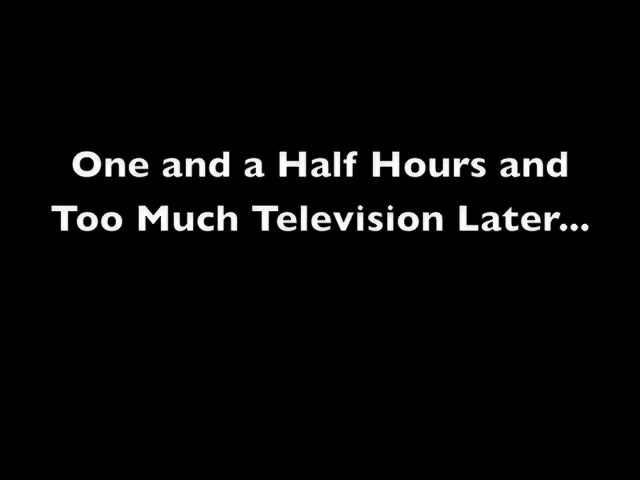 One and a Half Hours and
Too Much Television Later...